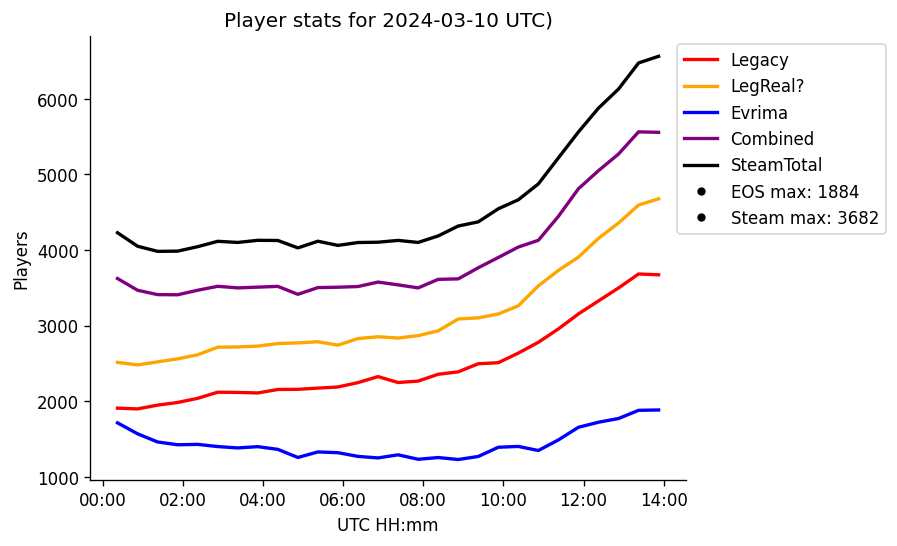 Player stats for 2024-03-10 UTC)
Legacy
LegReal?
Evrima
Combined
SteamTotal
EOS max: 1884
Steam max: 3682
Players
6000
5000
4000
3000
2000
1000
00:00 02:00 04:00 06:00 08:00 10:00 12:00 14:00
UTC HH:mm